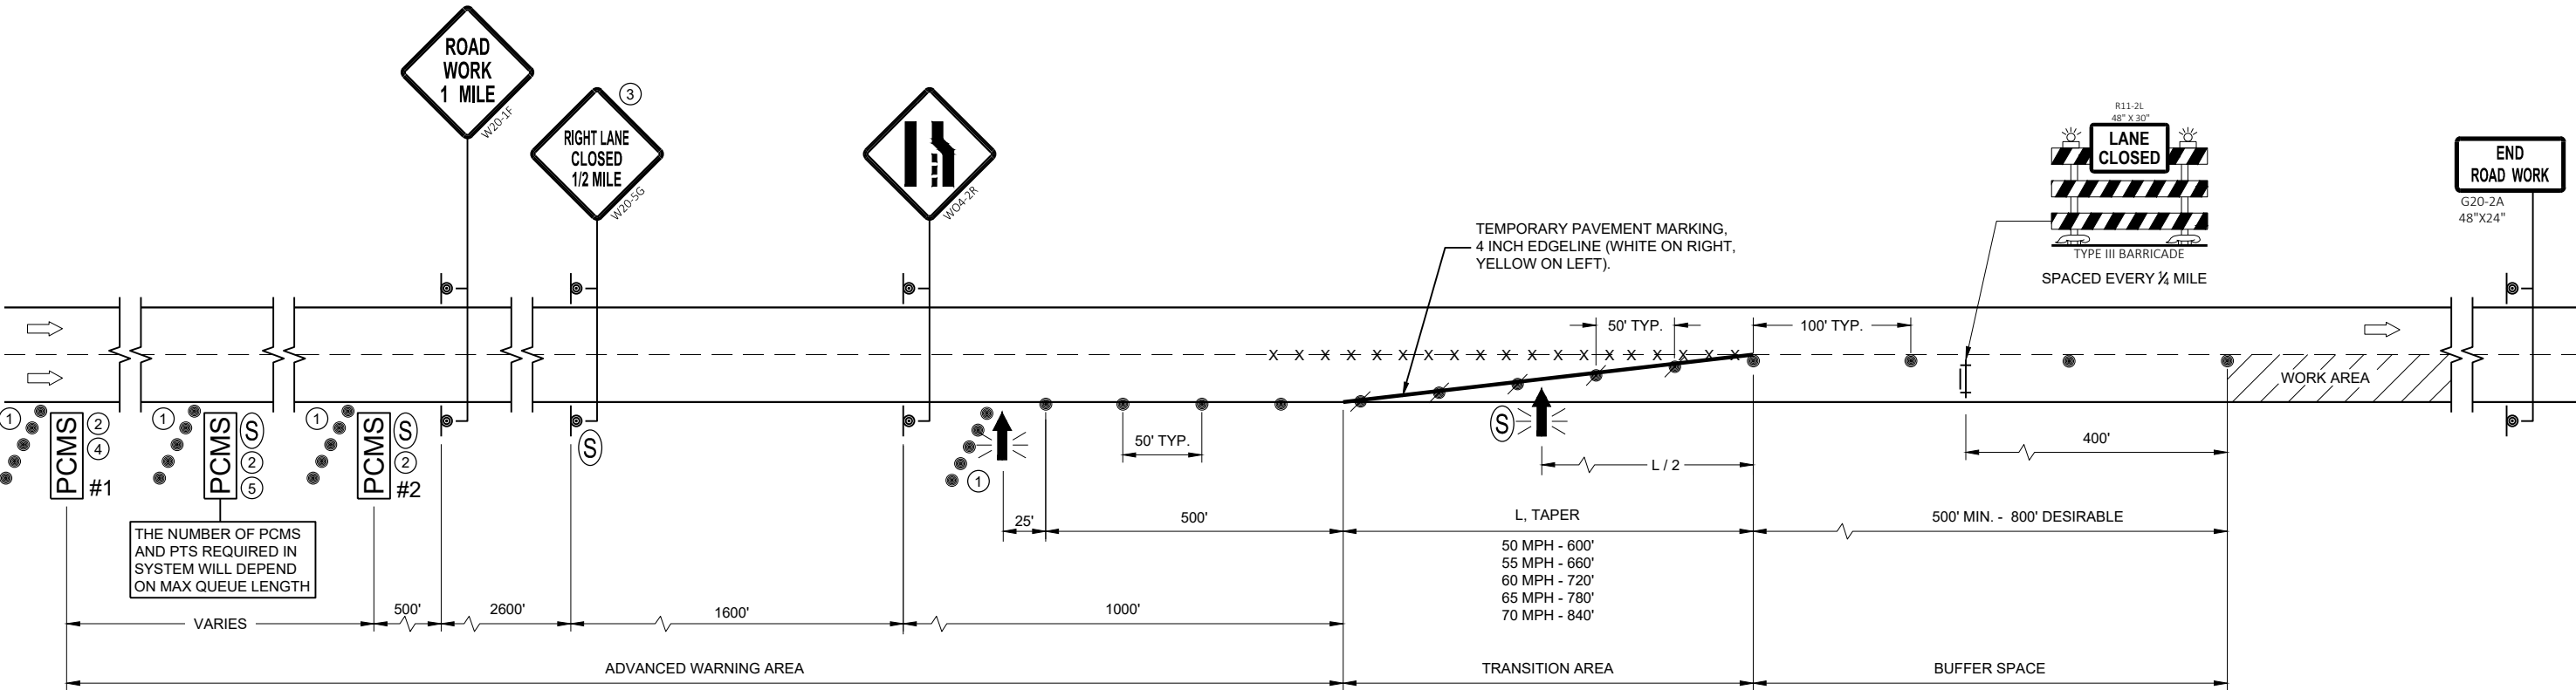 ROAD
WORK
1 MILE
W20-1F
3
RIGHT LANE
CLOSED
1/2 MILE
W20-5G
W04-2R
R11-2L
48" X 30"
LANE
CLOSED
TYPE III BARRICADE
SPACED EVERY ¼ MILE
END
ROAD WORK
G20-2A
48"X24"
TEMPORARY PAVEMENT MARKING,
4 INCH EDGELINE (WHITE ON RIGHT,
YELLOW ON LEFT).
50' TYP.
100' TYP.
X X X X X X X X X X X X X X X X X X X
WORK AREA
1
PCMS
2
4
#1
1
PCMS
S
2
5
1
PCMS
S
2
#2
S
1
50' TYP.
S
L / 2
400'
THE NUMBER OF PCMS
AND PTS REQUIRED IN
SYSTEM WILL DEPEND
ON MAX QUEUE LENGTH
25'
500'
L, TAPER
50 MPH - 600'
55 MPH - 660'
60 MPH - 720'
65 MPH - 780'
70 MPH - 840'
500' MIN. - 800' DESIRABLE
VARIES
500'
2600'
1600'
1000'
ADVANCED WARNING AREA
TRANSITION AREA
BUFFER SPACE